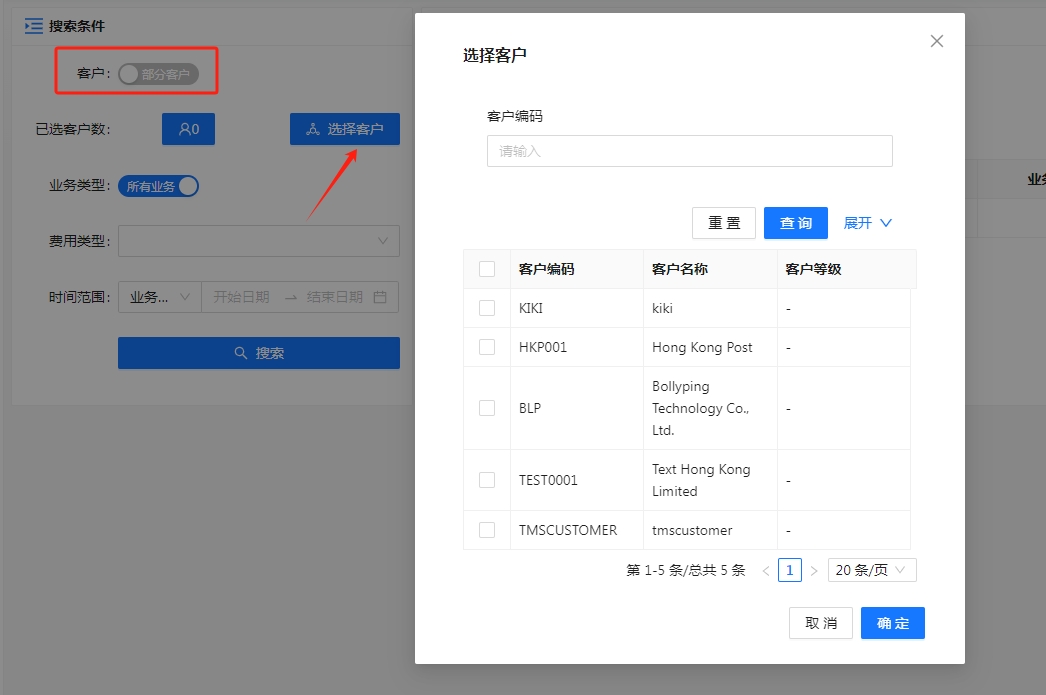 搜索条件
客户：
部分客户
已选客户数：
0
选择客户
业务类型：
所有业务
费用类型：
时间范围：
业务...
开始日期
结束日期
搜索
选择客户
客户编码
请输入
重 置
查 询
展开
客户编码
客户名称
客户等级
KIKI
kiki
-
HKP001
Hong Kong Post
-
BLP
Bollyping
Technology Co.,
Ltd.
-
TEST0001
Text Hong Kong
Limited
-
TMSCUSTOMER
tmscustomer
-
第 1-5 条/总共 5 条
1
20 条/页
取 消
确 定